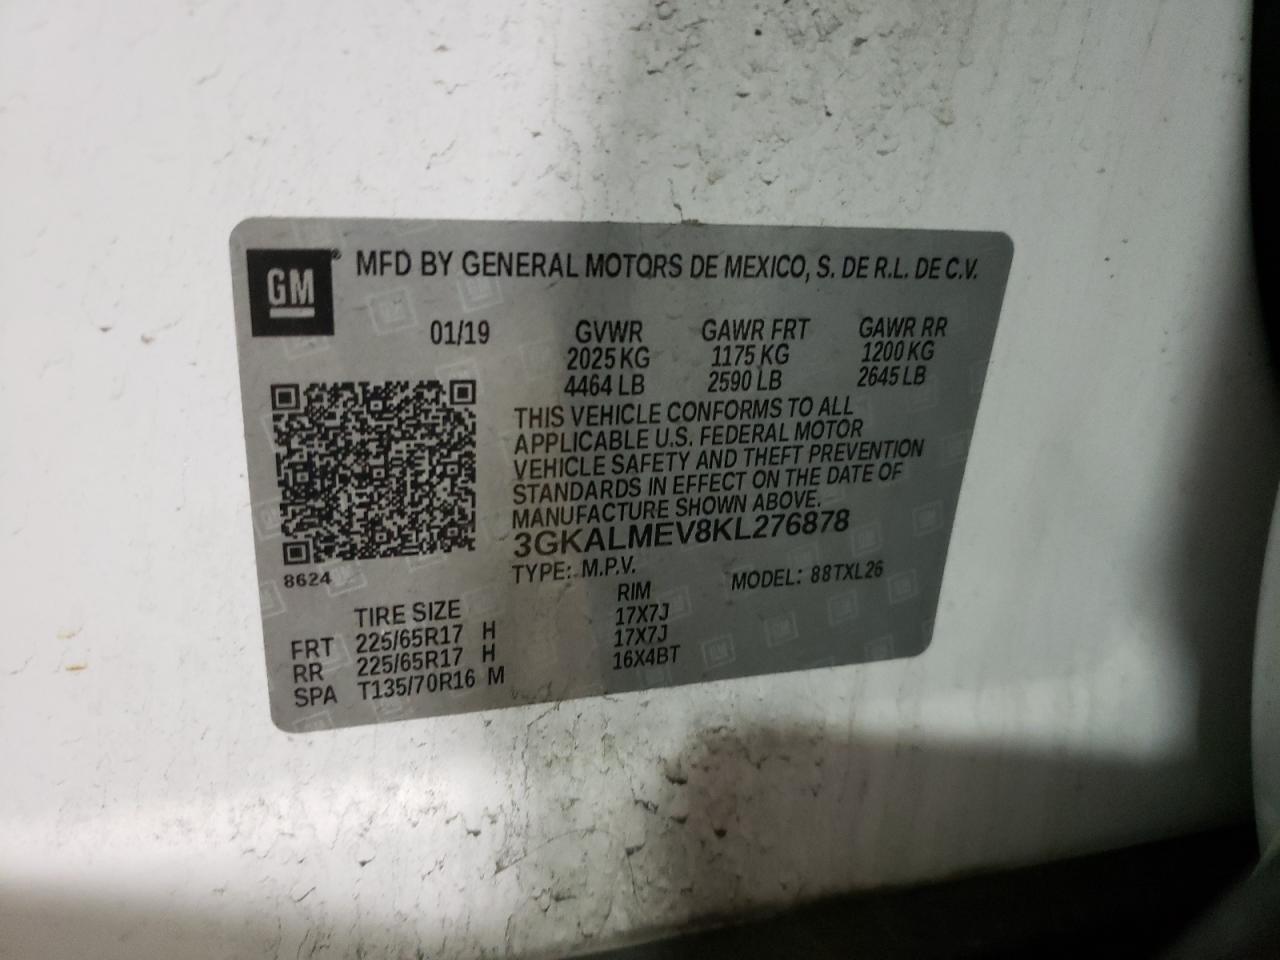 GM® MFD BY GENERAL MOTORS DE MEXICO, S. DE R.L. DE C.V.
01/19 GVWR GAWR FRT GAWR RR
2025 KG 1175 KG 1200 KG
4464 LB 2590 LB 2645 LB
THIS VEHICLE CONFORMS TO ALL
APPLICABLE U.S. FEDERAL MOTOR
VEHICLE SAFETY AND THEFT PREVENTION
STANDARDS IN EFFECT ON THE DATE OF
MANUFACTURE SHOWN ABOVE.
3GKALMEV8KL276878
8624 TYPE: M.P.V. MODEL: 88TXL26
TIRE SIZE RIM
FRT 225/65R17 H 17X7J
RR 225/65R17 H 17X7J
SPA T135/70R16 M 16X4BT